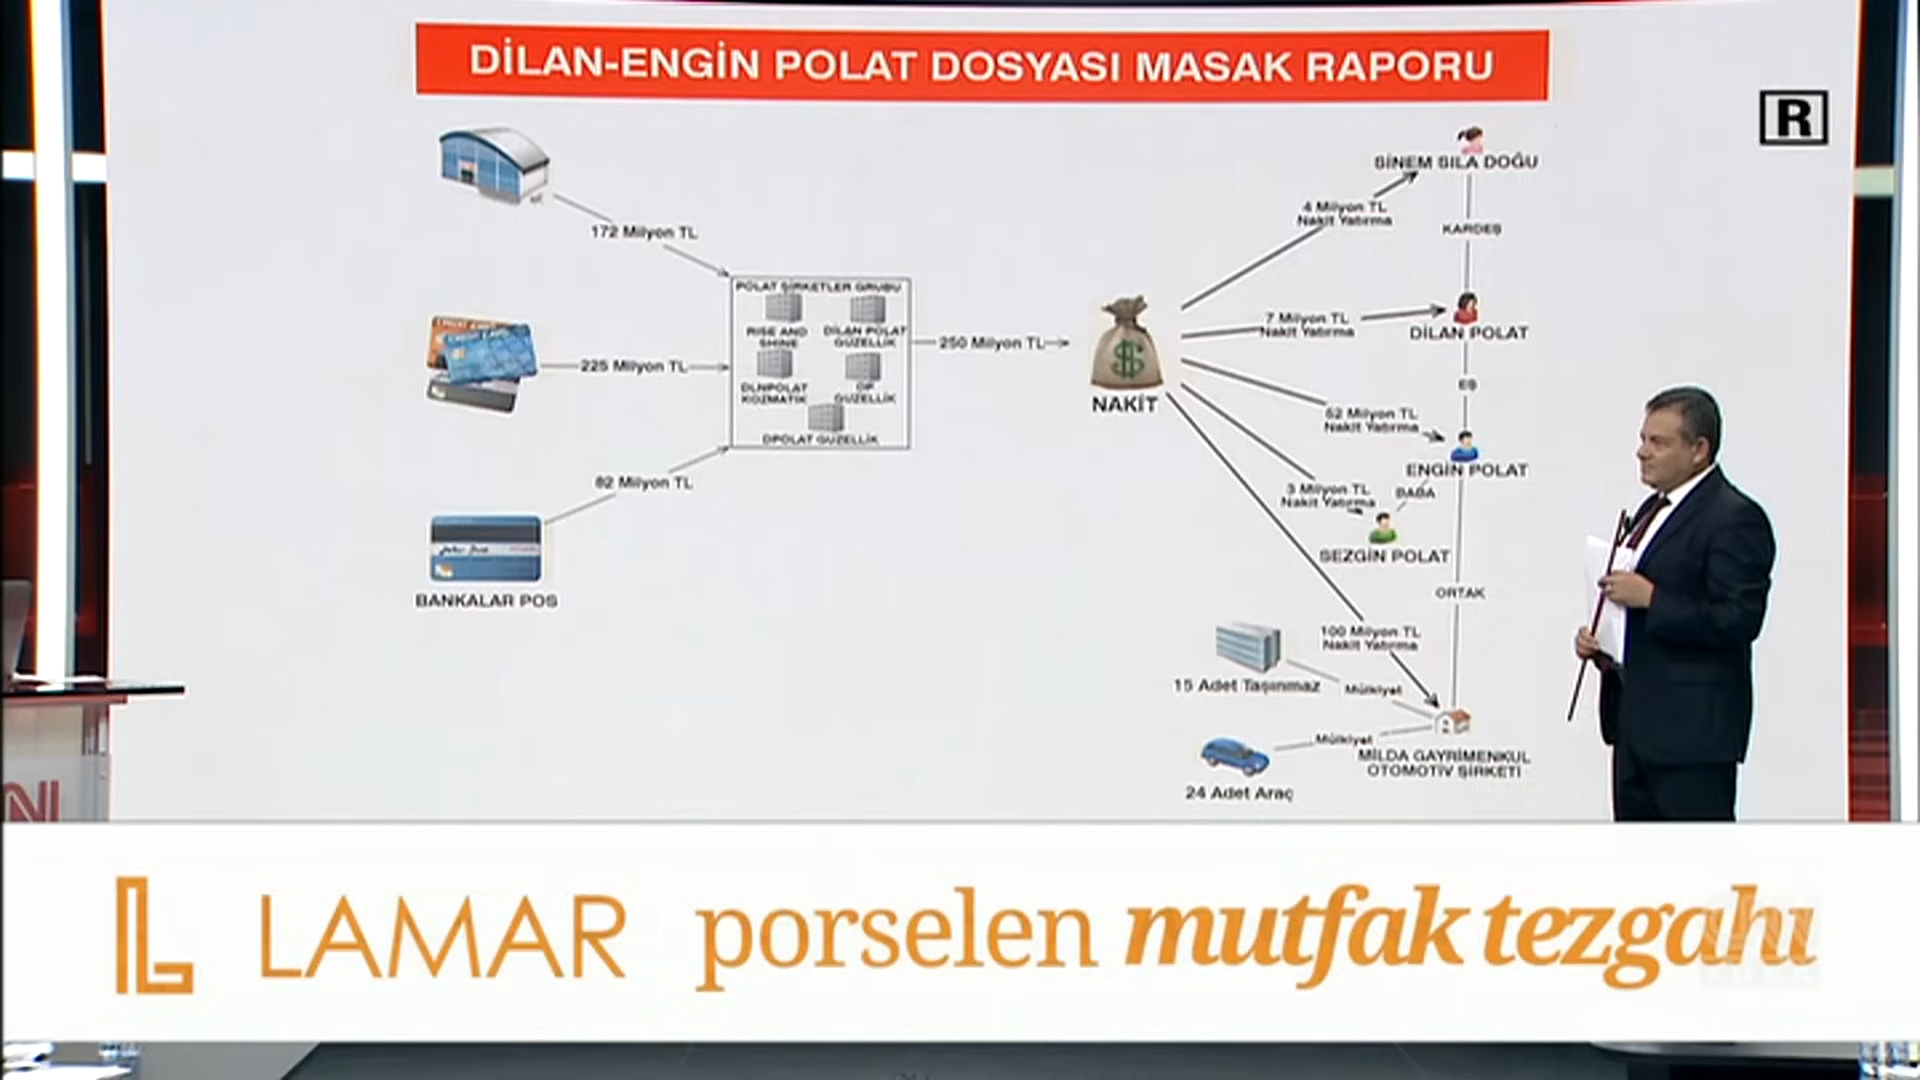 DİLAN-ENGİN POLAT DOSYASI MASAK RAPORU
R
SİNEM SILA DOĞU
4 Milyon TL
Nakit Yatırma
172 Milyon TL
KARDEŞ
POLAT ŞİRKETLER GRUBU
RISE AND
SHINE
DİLAN POLAT
GÜZELLİK
DLNPOLAT
KOZMATİK
DP
GÜZELLİK
DPOLAT GÜZELLİK
225 Milyon TL
250 Milyon TL
NAKİT
7 Milyon TL
Nakit Yatırma
DİLAN POLAT
EŞ
52 Milyon TL
Nakit Yatırma
ENGİN POLAT
BABA
3 Milyon TL
Nakit Yatırma
SEZGİN POLAT
82 Milyon TL
BANKALAR POS
ORTAK
100 Milyon TL
Nakit Yatırma
15 Adet Taşınmaz
Mülkiyet
Mülkiyet
MİLDA GAYRİMENKUL
OTOMOTİV ŞİRKETİ
24 Adet Araç
LAMAR porselen mutfak tezgahı